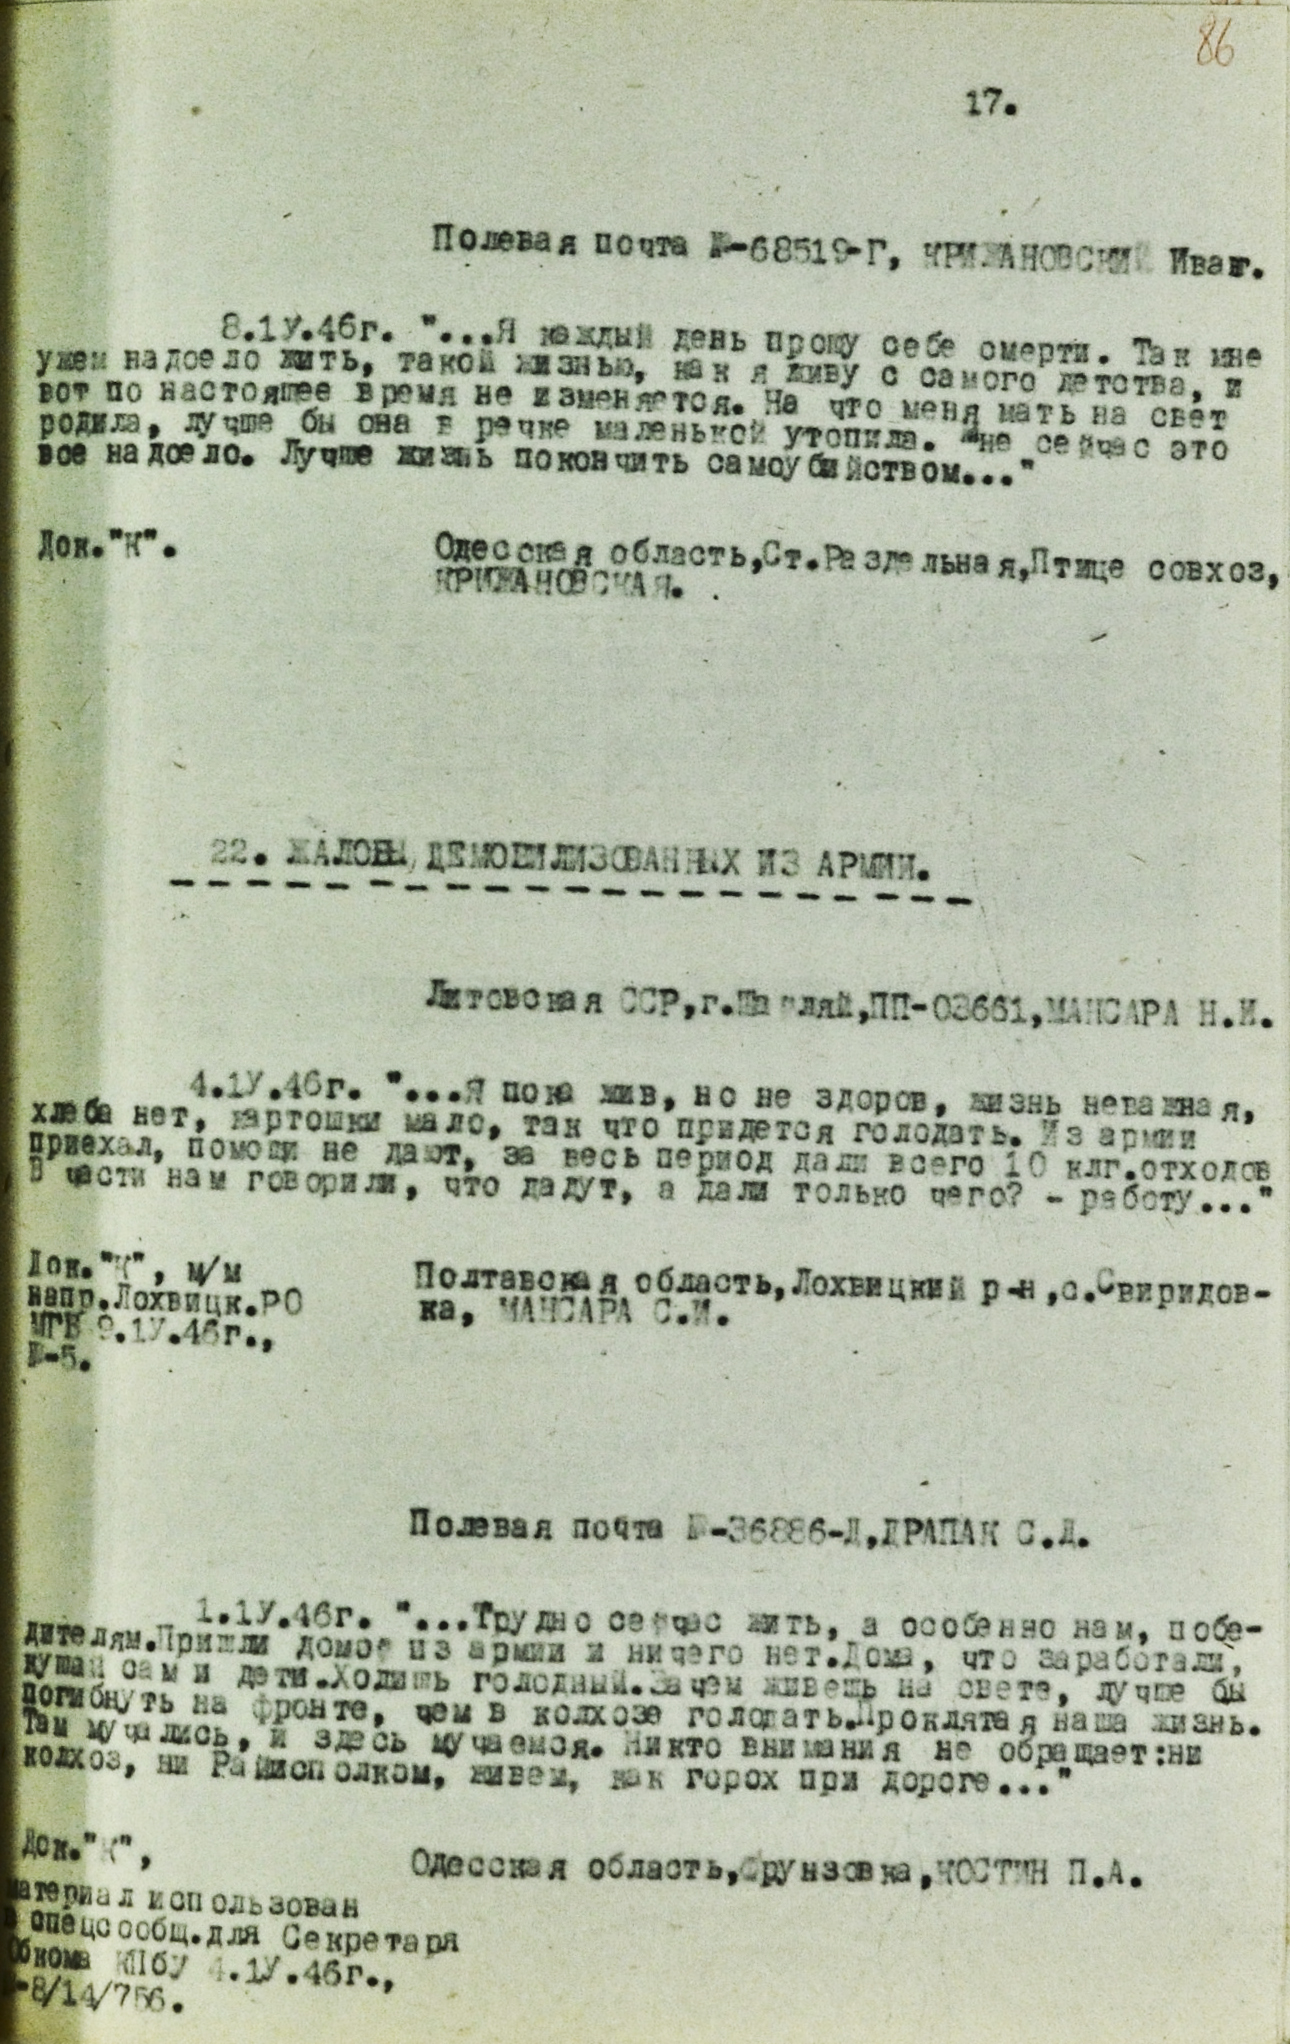 86
17.
Полевая почта №-68519-Г, КРИЖАНОВСКИЙ Иван.
8.1У.46г. "...Я каждый день прошу себе смерти. Так мне
ужем надоело жить, такой жизнью, как я живу с самого детства, и
вот по настоящее время не изменяется. На что меня мать на свет
родила, лучше бы она в речке маленькой утопила. Мне сейчас это
все надоело. Лучше жизнь покончить самоубийством..."
Док."К".
Одесская область,Ст.Раздельная,Птице совхоз,
КРИЖАНОВСКАЯ.
22. ЖАЛОБЫ ДЕМОБИЛИЗОВАННЫХ ИЗ АРМИИ.
Литовская ССР,г.Шавляй,ПП-03661,МАНСАРА Н.И.
4.1У.46г. "...Я пока жив, но не здоров, жизнь неважная,
хлеба нет, картошки мало, так что придется голодать. Из армии
приехал, помощи не дают, за весь период дали всего 10 клг.отходов
В части нам говорили, что дадут, а дали только чего? - работу..."
Док."К", м/м
напр.Лохвицк.РО
МГБ 9.1У.46г.,
№-5.
Полтавская область,Лохвицкий р-н,с.Свиридов-
ка, МАНСАРА С.И.
Полевая почта №-36886-Д,ДРАПАК С.Д.
1.1У.46г. "...Трудно сейчас жить, а особенно нам, побе-
дителям.Пришли домой из армии и ничего нет.Дома, что заработали,
кушай сам и дети.Ходишь голодный.Зачем живешь на свете, лучше бы
погибнуть на фронте, чем в колхозе голодать.Проклятая наша жизнь.
Там мучились, и здесь мучаемся. Никто внимания не обращает:ни
колхоз, ни Райисполком, живем, как горох при дороге..."
Док."К",
материал использован
в спецсообщ.для Секретаря
Обкома КПбУ 4.1У.46г.,
№-8/14/756.
Одесская область,Фрунзовка,КОСТИН П.А.